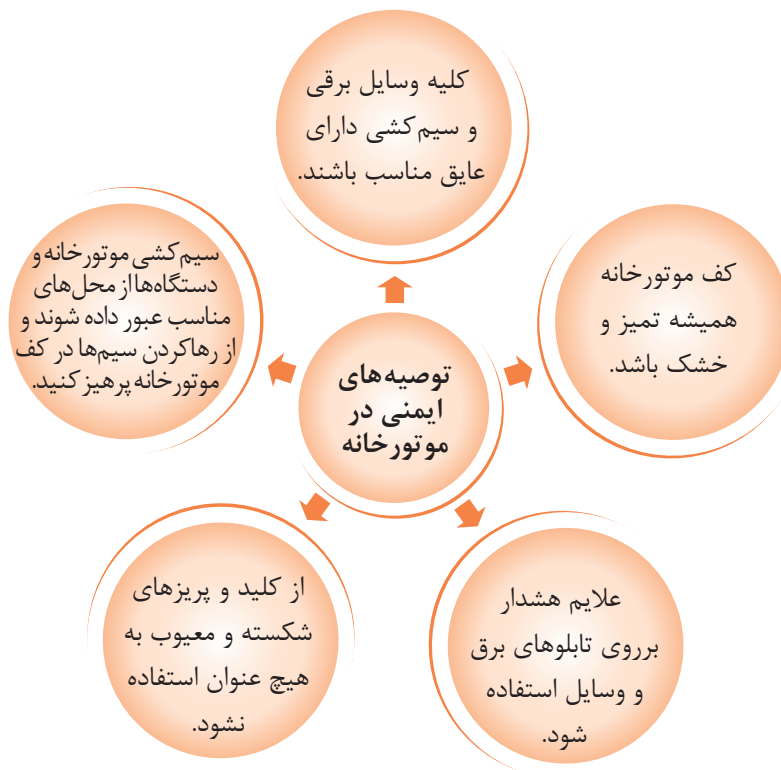 کلیه وسایل برقی
و سیم‌کشی دارای
عایق مناسب باشند.
کف موتورخانه
همیشه تمیز و
خشک باشد.
سیم‌کشی موتورخانه و
دستگاه‌ها از محل‌های
مناسب عبور داده شوند و
از رها کردن سیم‌ها در کف
موتورخانه پرهیز کنید.
توصیه‌های
ایمنی در
موتورخانه
علایم هشدار
برروی تابلوهای برق
و وسایل استفاده
شود.
از کلید و پریزهای
شکسته و معیوب به
هیچ عنوان استفاده
نشود.